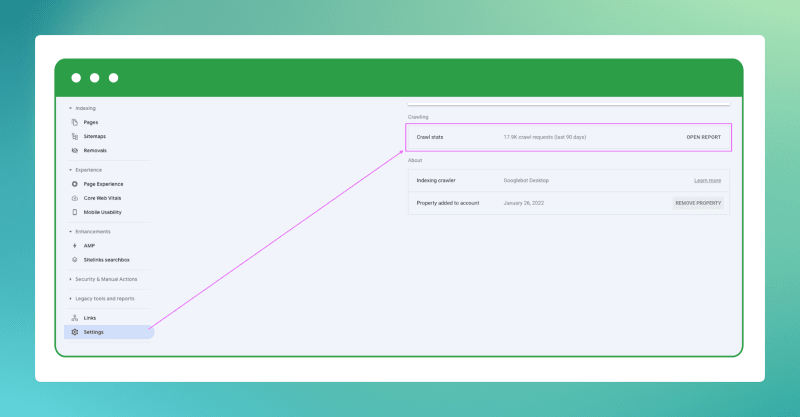 Indexing
Pages
Sitemaps
Removals
Experience
Page Experience
Core Web Vitals
Mobile Usability
Enhancements
AMP
Sitelinks searchbox
Security & Manual Actions
Legacy tools and reports
Links
Settings
Crawling
Crawl stats 17.9K crawl requests (last 90 days) OPEN REPORT
About
Indexing crawler Googlebot Desktop Learn more
Property added to account January 26, 2022 REMOVE PROPERTY